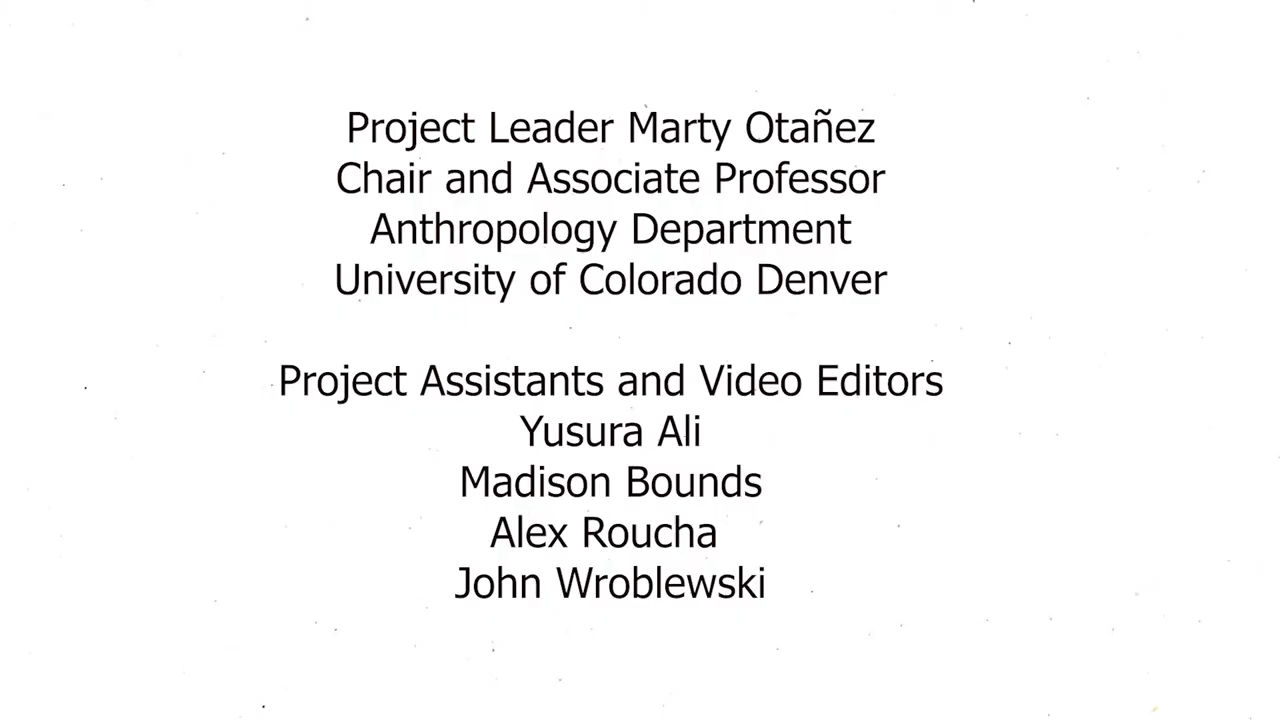 Project Leader Marty Otañez
Chair and Associate Professor
Anthropology Department
University of Colorado Denver
Project Assistants and Video Editors
Yusura Ali
Madison Bounds
Alex Roucha
John Wroblewski